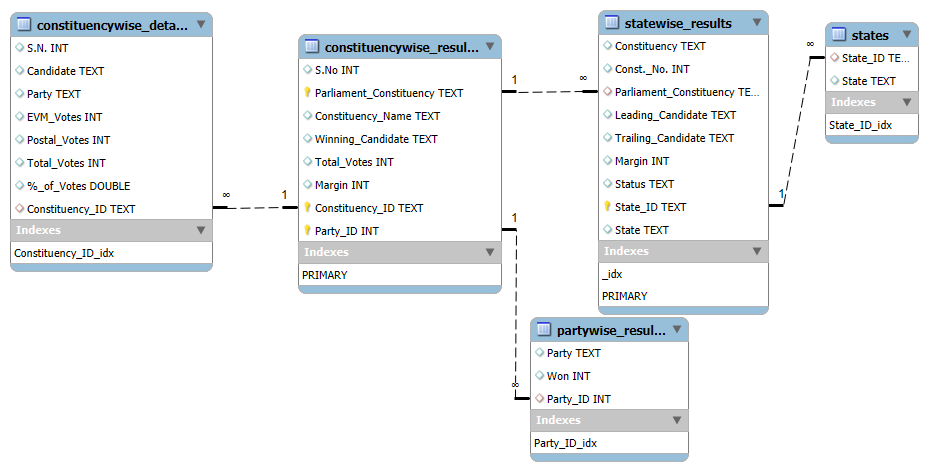 constituencywise_deta...
S.N. INT
Candidate TEXT
Party TEXT
EVM_Votes INT
Postal_Votes INT
Total_Votes INT
%_of_Votes DOUBLE
Constituency_ID TEXT
Indexes
Constituency_ID_idx
∞
1
constituencywise_resul...
S.No INT
Parliament_Constituency TEXT
Constituency_Name TEXT
Winning_Candidate TEXT
Total_Votes INT
Margin INT
Constituency_ID TEXT
Party_ID INT
Indexes
PRIMARY
1
∞
1
∞
statewise_results
Constituency TEXT
Const._No. INT
Parliament_Constituency TE...
Leading_Candidate TEXT
Trailing_Candidate TEXT
Margin INT
Status TEXT
State_ID TEXT
State TEXT
Indexes
_idx
PRIMARY
1
∞
states
State_ID TE...
State TEXT
Indexes
State_ID_idx
partywise_resul...
Party TEXT
Won INT
Party_ID INT
Indexes
Party_ID_idx